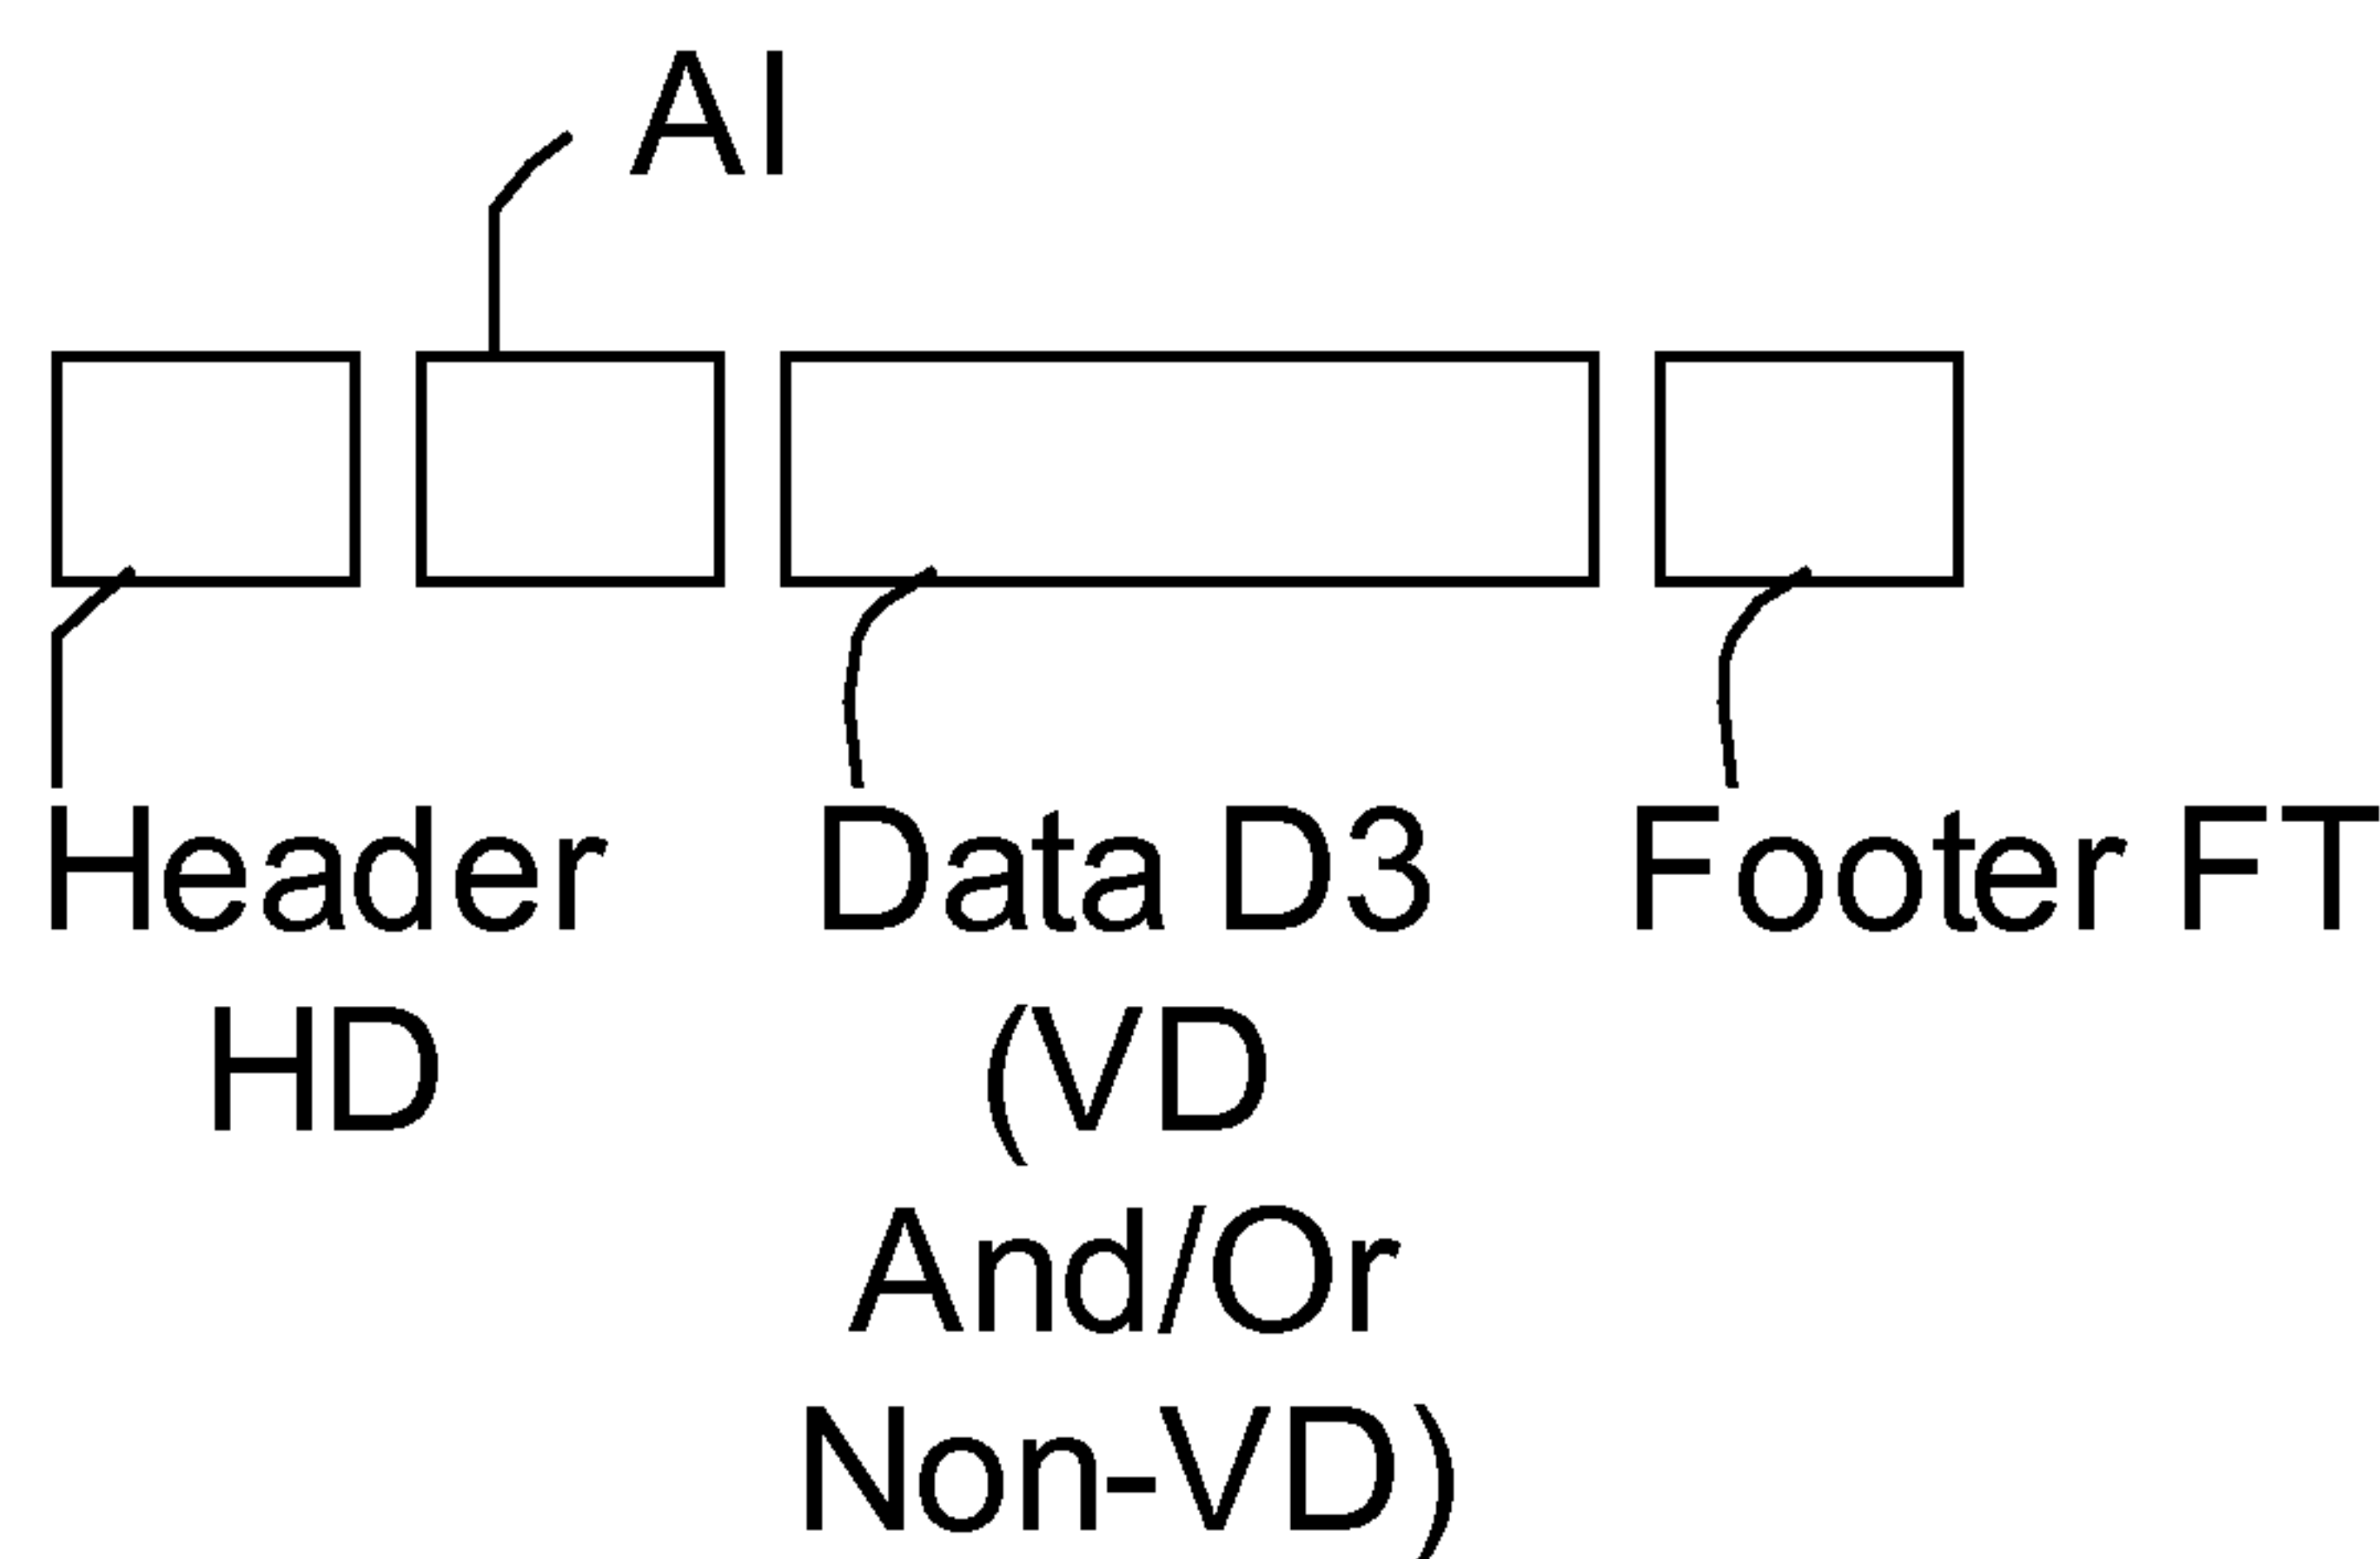 AI
Header
HD
Data D3
(VD
And/Or
Non-VD)
Footer FT